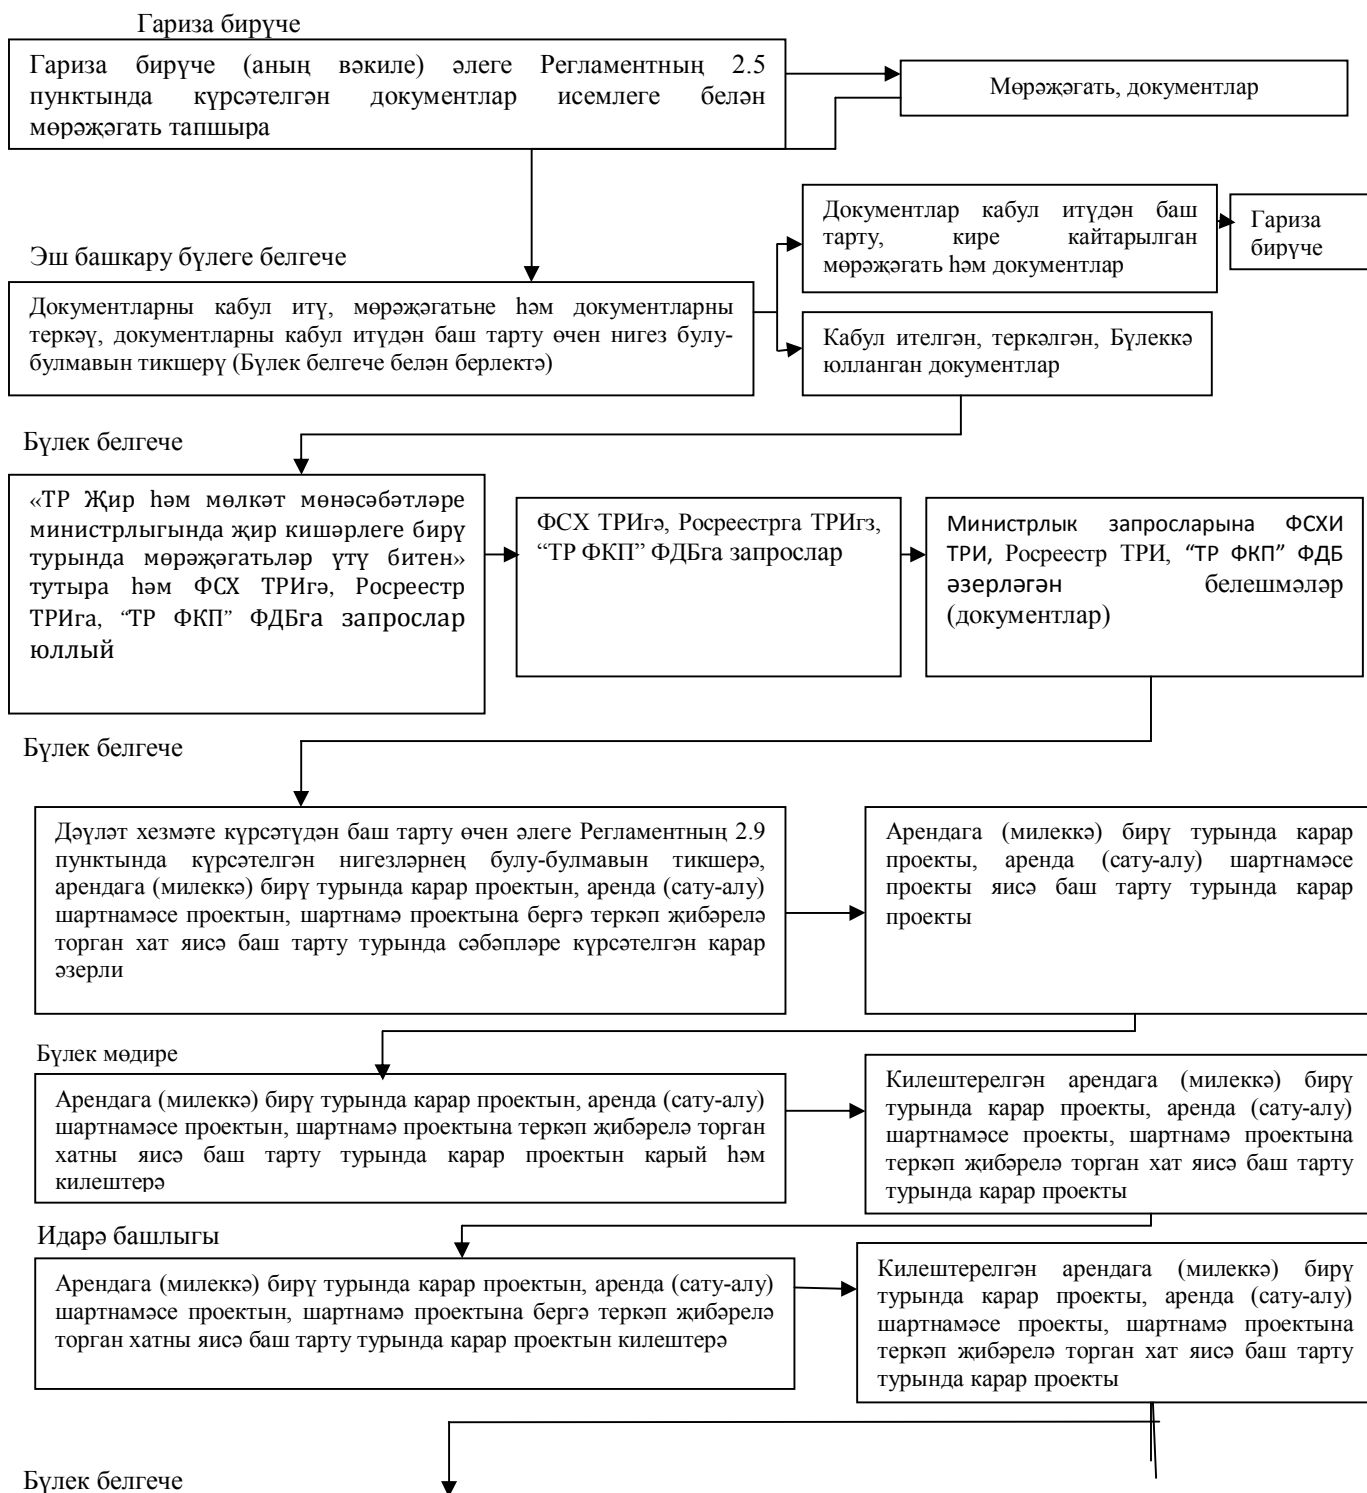 Гариза бирүче
Гариза бирүче (аның вәкиле) әлеге Регламентның 2.5
пунктында күрсәтелгән документлар исемлеге белән
мөрәҗәгать тапшыра
Мөрәҗәгать, документлар
Документлар кабул итүдән баш
тарту, кире кайтарылган
мөрәҗәгать һәм документлар
Гариза
бирүче
Эш башкару бүлеге белгече
Документларны кабул итү, мөрәҗәгатьне һәм документларны
теркәү, документларны кабул итүдән баш тарту өчен нигез булу-
булмавын тикшерү (Бүлек белгече белән берлектә)
Кабул ителгән, теркәлгән, Бүлеккә
юлланган документлар
Бүлек белгече
«ТР Җир һәм мөлкәт мөнәсәбәтләре
министрлыгында җир кишәрлеге бирү
турында мөрәҗәгатьләр үтү битен»
тутыра һәм ФСХ ТРИгә, Росреестр
ТРИга, “ТР ФКП” ФДБга запрослар
юллый
ФСХ ТРИгә, Росреестрга ТРИгз,
“ТР ФКП” ФДБга запрослар
Министрлык запросларына ФСХИ
ТРИ, Росреестр ТРИ, “ТР ФКП” ФДБ
әзерләгән белешмәләр
(документлар)
Бүлек белгече
Дәүләт хезмәте күрсәтүдән баш тарту өчен әлеге Регламентның 2.9
пунктында күрсәтелгән нигезләрнең булу-булмавын тикшерә,
арендага (милеккә) бирү турында карар проектын, аренда (сату-алу)
шартнамәсе проектын, шартнамә проектына бергә теркәп җибәрелә
торган хат яисә баш тарту турында сәбәпләре күрсәтелгән карар
әзерли
Арендага (милеккә) бирү турында карар
проекты, аренда (сату-алу) шартнамәсе
проекты яисә баш тарту турында карар
проекты
Бүлек мөдире
Арендага (милеккә) бирү турында карар проектын, аренда (сату-алу)
шартнамәсе проектын, шартнамә проектына теркәп җибәрелә торган
хатны яисә баш тарту турында карар проектын карый һәм
килештерә
Килештерелгән арендага (милеккә) бирү
турында карар проекты, аренда (сату-алу)
шартнамәсе проекты, шартнамә проектына
теркәп җибәрелә торган хат яисә баш тарту
турында карар проекты
Идарә башлыгы
Арендага (милеккә) бирү турында карар проектын, аренда (сату-алу)
шартнамәсе проектын, шартнамә проектына бергә теркәп җибәрелә
торган хатны яисә баш тарту турында карар проектын килештерә
Килештерелгән арендага (милеккә) бирү
турында карар проекты, аренда (сату-алу)
шартнамәсе проекты, шартнамә проектына
теркәп җибәрелә торган хат яисә баш тарту
турында карар проекты
Бүлек белгече